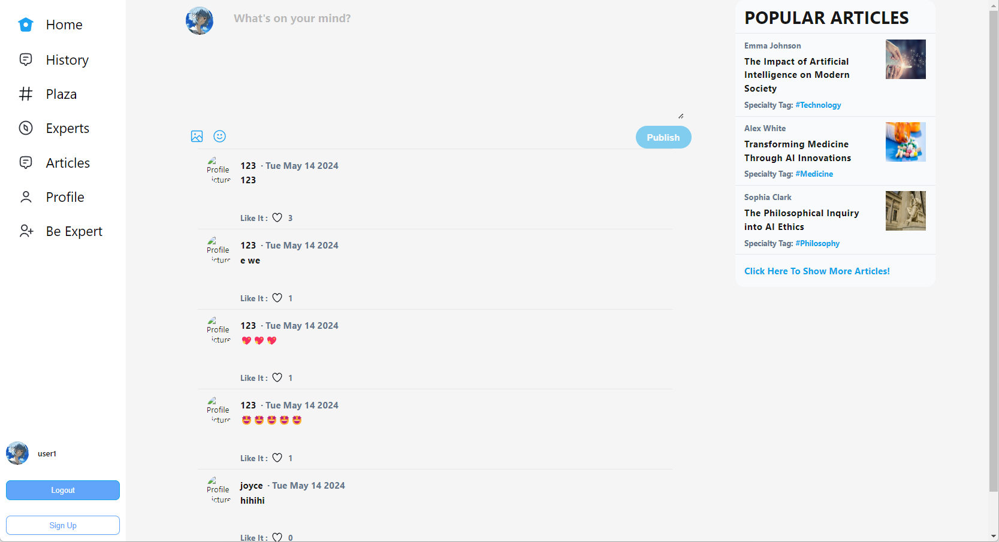 Home
History
Plaza
Experts
Articles
Profile
Be Expert
user1
Logout
Sign Up
What's on your mind?
Publish
Profile
icture
123 · Tue May 14 2024
123
Like It : 3
Profile
icture
123 · Tue May 14 2024
e we
Like It : 1
Profile
icture
123 · Tue May 14 2024
💖💖💖
Like It : 1
Profile
icture
123 · Tue May 14 2024
🤩🤩🤩🤩🤩
Like It : 1
Profile
icture
joyce · Tue May 14 2024
hihihi
Like It : 0
POPULAR ARTICLES
Emma Johnson
The Impact of Artificial
Intelligence on Modern
Society
Specialty Tag: #Technology
Alex White
Transforming Medicine
Through AI Innovations
Specialty Tag: #Medicine
Sophia Clark
The Philosophical Inquiry
into AI Ethics
Specialty Tag: #Philosophy
Click Here To Show More Articles!